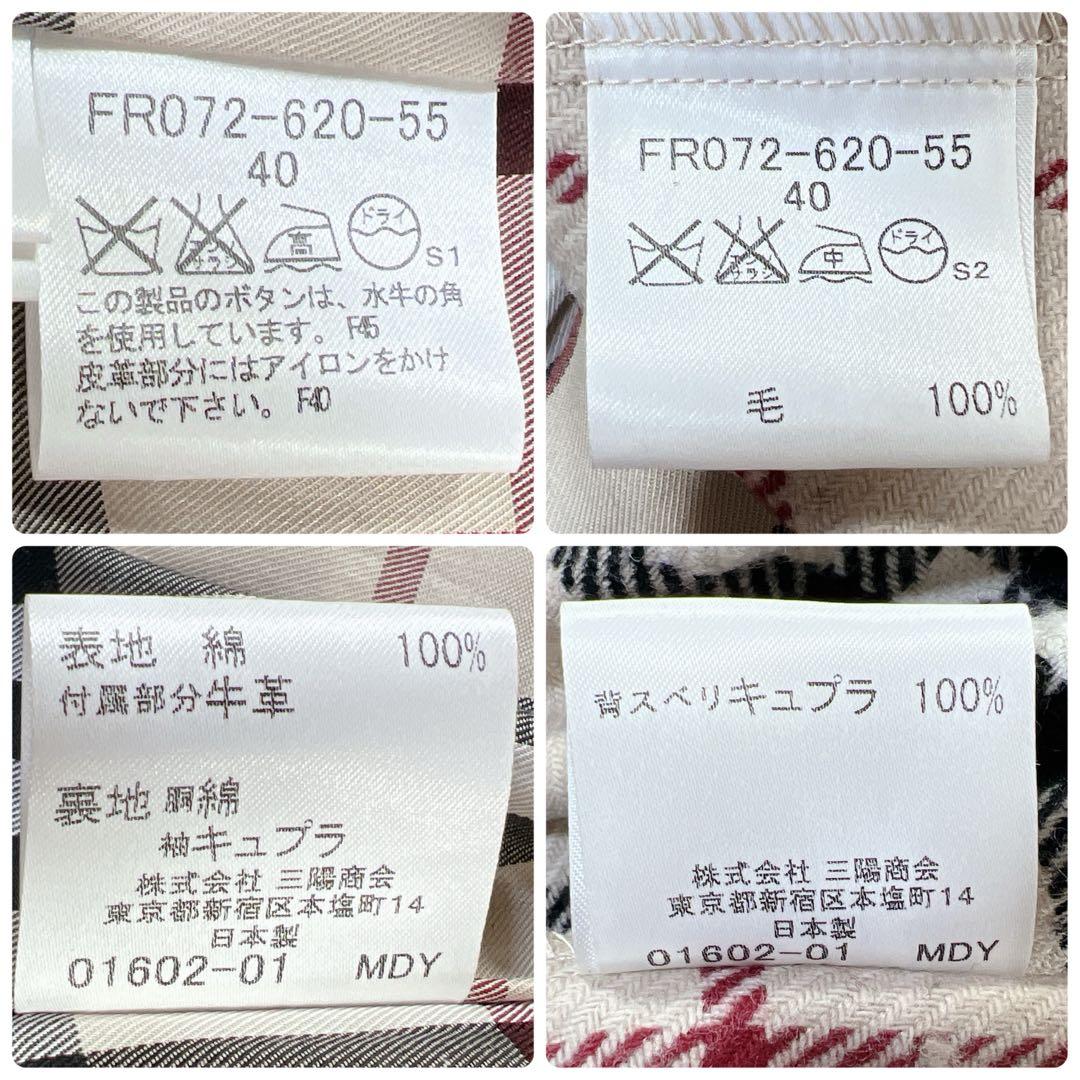 FR072-620-55
40
高 ドライ S1
この製品のボタンは、水牛の角
を使用しています。F45
皮革部分にはアイロンをかけ
ないで下さい。F40
FR072-620-55
40
中 ドライ S2
毛 100%
表地 綿 100%
付属部分牛革
裏地 胴綿
袖キュプラ
株式会社 三陽商会
東京都新宿区本塩町14
日本製
01602-01 MDY
背スベリキュプラ 100%
株式会社 三陽商会
東京都新宿区本塩町14
日本製
01602-01 MDY